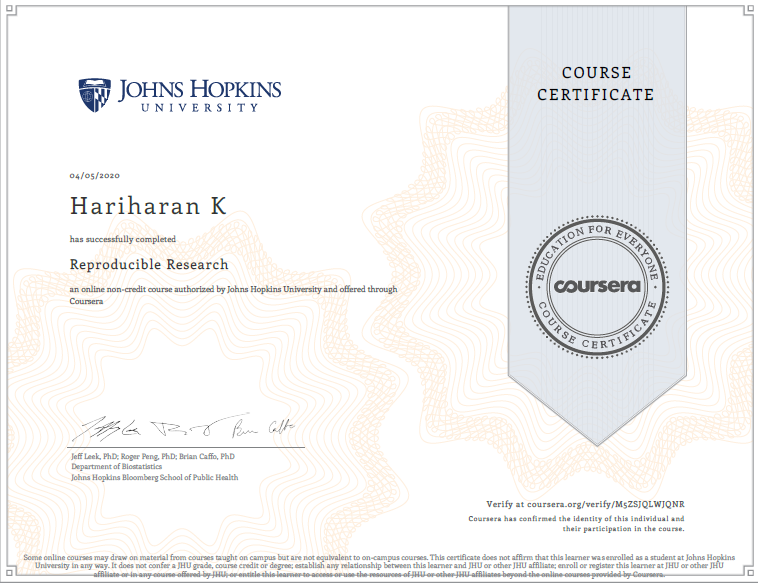 JOHNS HOPKINS
UNIVERSITY
COURSE
CERTIFICATE
04/05/2020
Hariharan K
has successfully completed
Reproducible Research
an online non-credit course authorized by Johns Hopkins University and offered through
Coursera
EDUCATION FOR EVERYONE
coursera
COURSE CERTIFICATE
Jeff Leek, PhD; Roger Peng, PhD; Brian Caffo, PhD
Department of Biostatistics
Johns Hopkins Bloomberg School of Public Health
Verify at coursera.org/verify/M5ZSJQLWJQNR
Coursera has confirmed the identity of this individual and
their participation in the course.
Some online courses may draw on material from courses taught on campus but are not equivalent to on-campus courses. This certificate does not affirm that this learner was enrolled as a student at Johns Hopkins
University in any way. It does not confer a JHU grade, course credit or degree; establish any relationship between this learner and JHU or other JHU affiliate; enroll or register this learner at JHU or other JHU
affiliate or in any course offered by JHU; or entitle this learner to access or use the resources of JHU or other JHU affiliates beyond the online courses provided by Coursera.